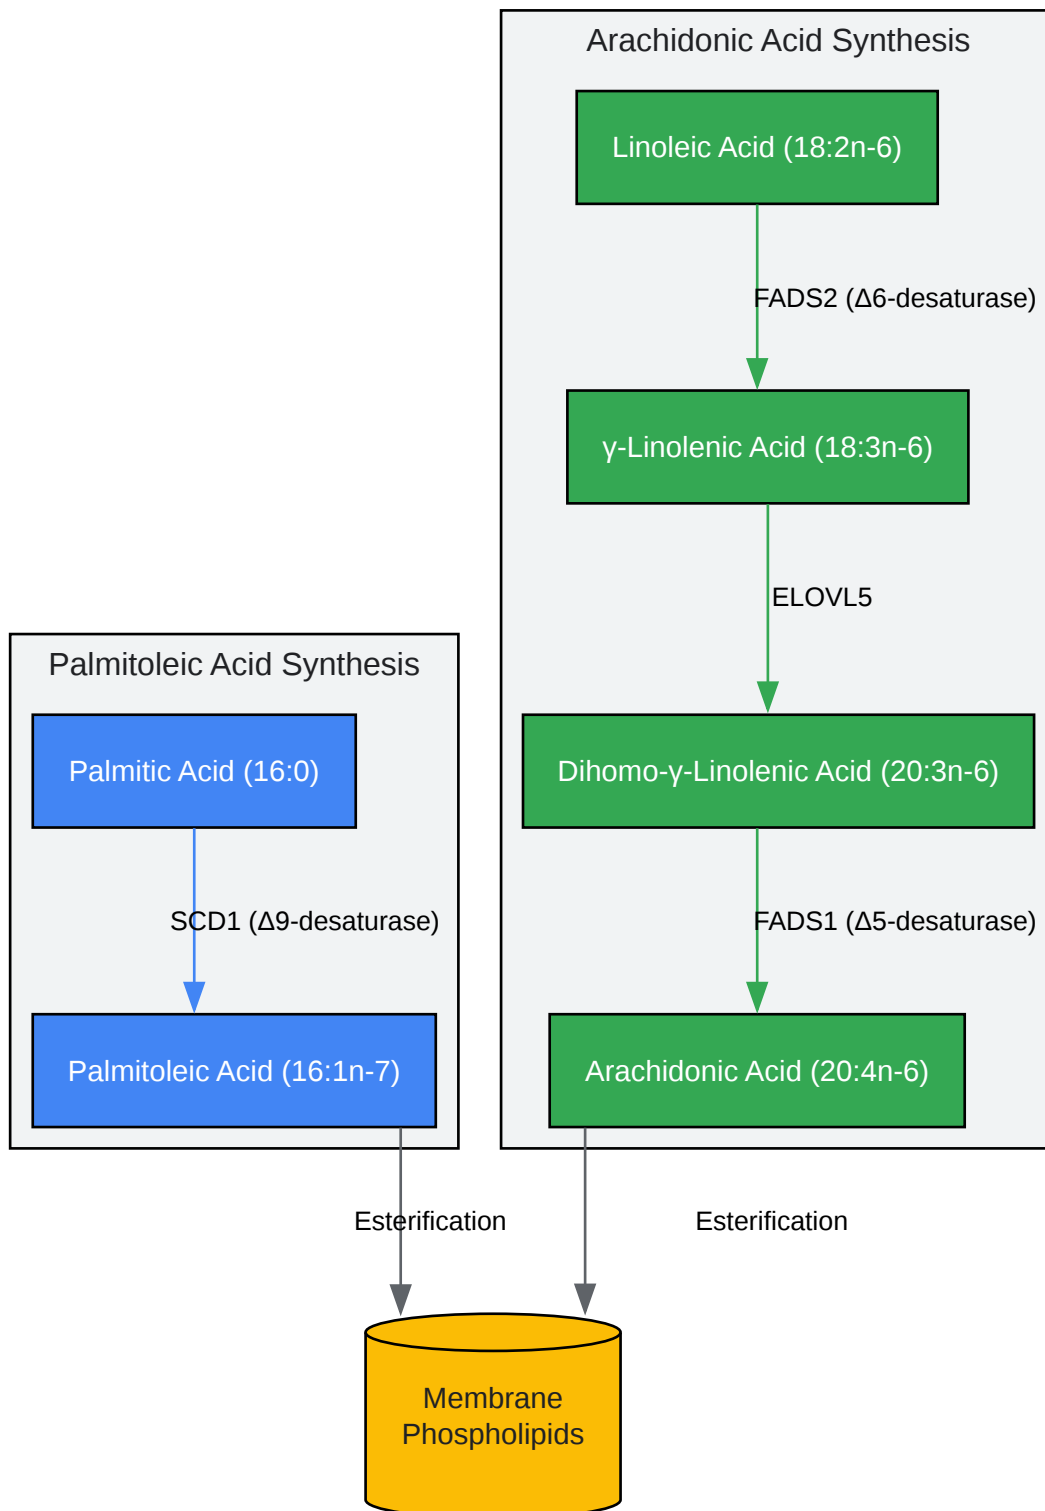 Arachidonic Acid Synthesis
Linoleic Acid (18:2n-6)
FADS2 (Δ6-desaturase)
γ-Linolenic Acid (18:3n-6)
ELOVL5
Dihomo-γ-Linolenic Acid (20:3n-6)
FADS1 (Δ5-desaturase)
Arachidonic Acid (20:4n-6)
Esterification
Palmitoleic Acid Synthesis
Palmitic Acid (16:0)
SCD1 (Δ9-desaturase)
Palmitoleic Acid (16:1n-7)
Esterification
Membrane
Phospholipids